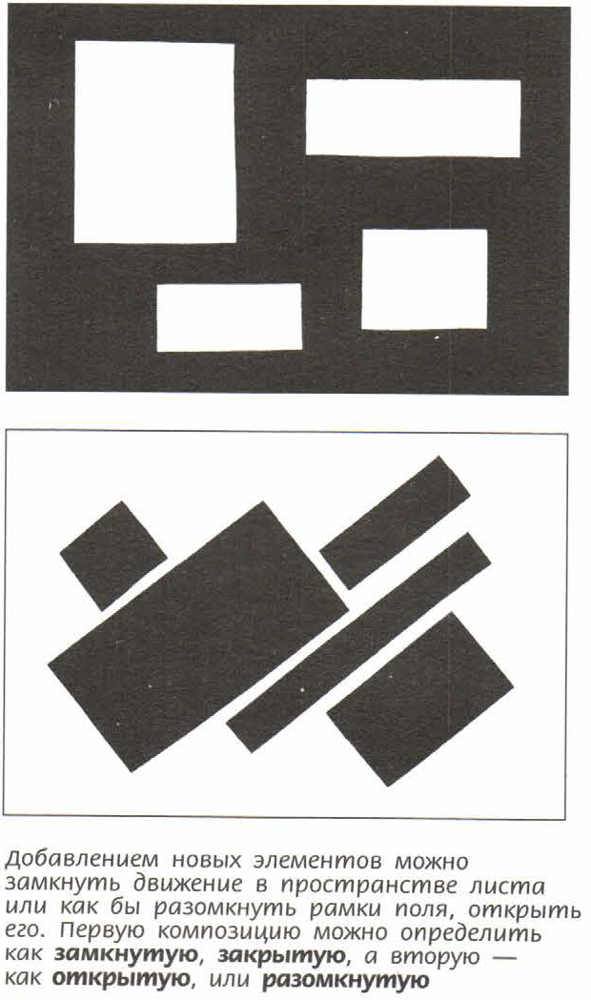 Добавлением новых элементов можно
замкнуть движение в пространстве листа
или как бы разомкнуть рамки поля, открыть
его. Первую композицию можно определить
как замкнутую, закрытую, а вторую —
как открытую, или разомкнутую